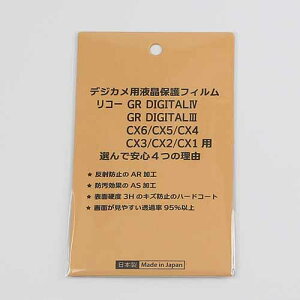 デジカメ用液晶保護フィルム
リコー GR DIGITALⅣ
GR DIGITALⅢ
CX6/CX5/CX4
CX3/CX2/CX1 用
選んで安心４つの理由
★ 反射防止の AR 加工
★ 防汚効果の AS 加工
★ 表面硬度 3H のキズ防止のハードコート
★ 画面が見やすい透過率 95％以上
日本製 Made in Japan